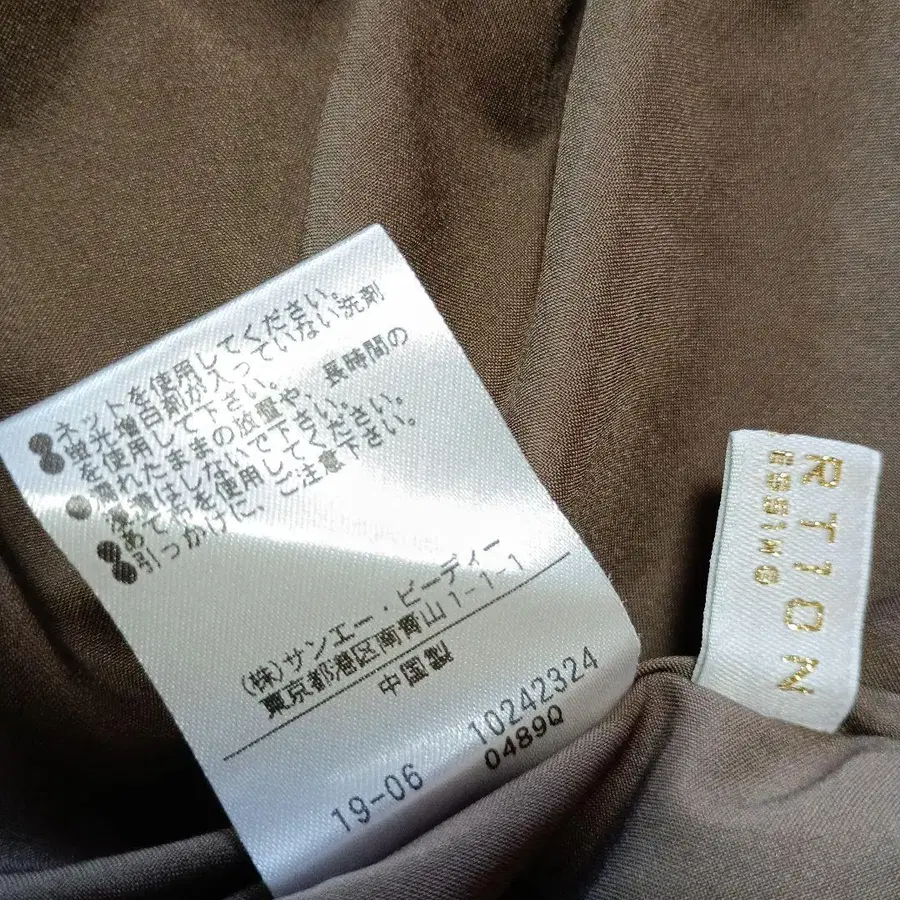 ●ネットを使用してください。
●蛍光増白剤が入っていない洗剤
を使用して下さい。
●濡れたままの放置や、長時間の
浸漬はしないで下さい。
●あて布を使用してください。
●引っかけに、ご注意下さい。
(株)サンエー・ビーディー
東京都港区南青山1-1-1
中国製
19-06 10242324
0489Q
RTION
ESSING